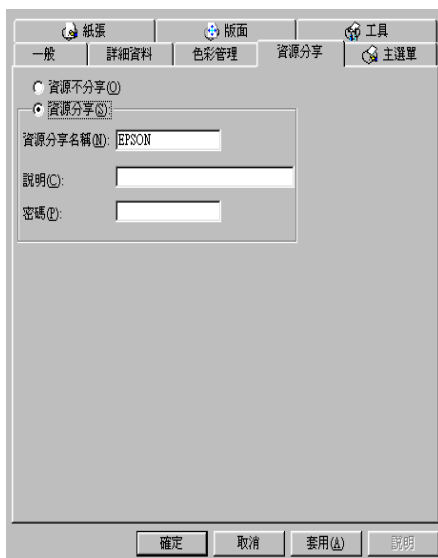 紙張 版面 工具
一般 詳細資料 色彩管理 資源分享 主選單
資源不分享(O)
資源分享(S)
資源分享名稱(N): EPSON
說明(C):
密碼(P):
確定 取消 套用(A) 說明